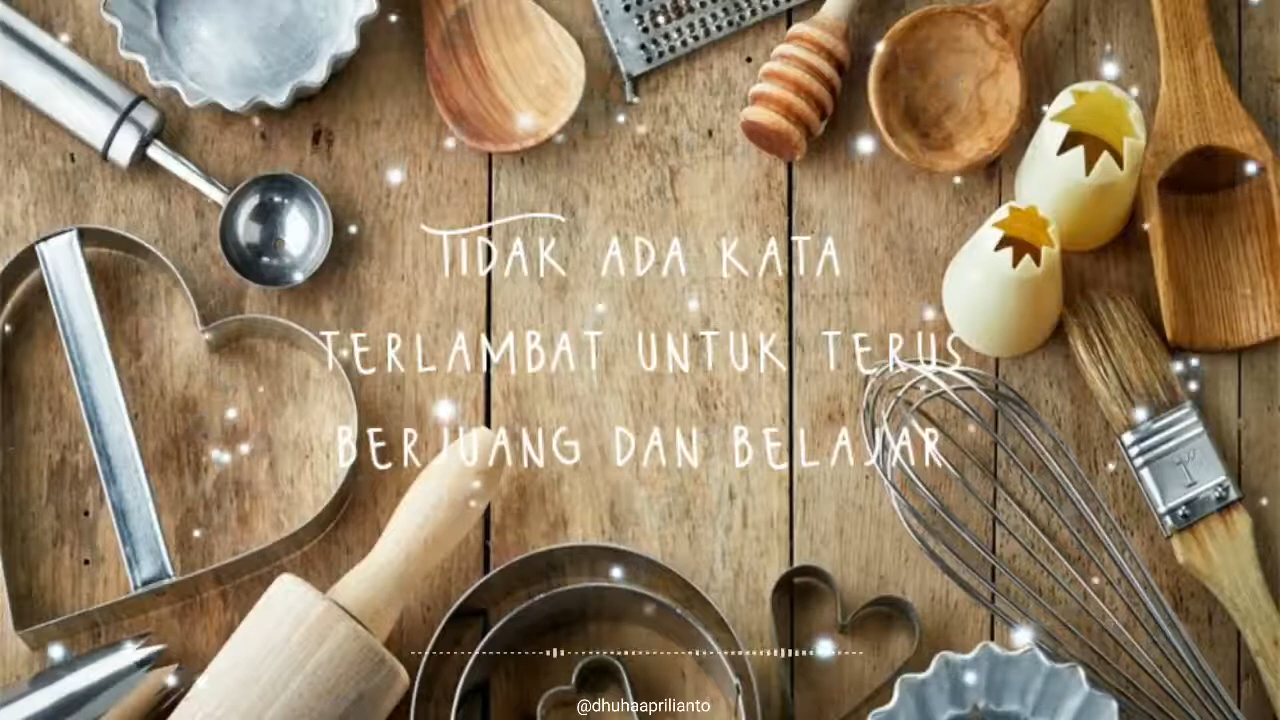 TIDAK ADA KATA
TERLAMBAT UNTUK TERUS
BERJUANG DAN BELAJAR
@dhuhaaprilianto